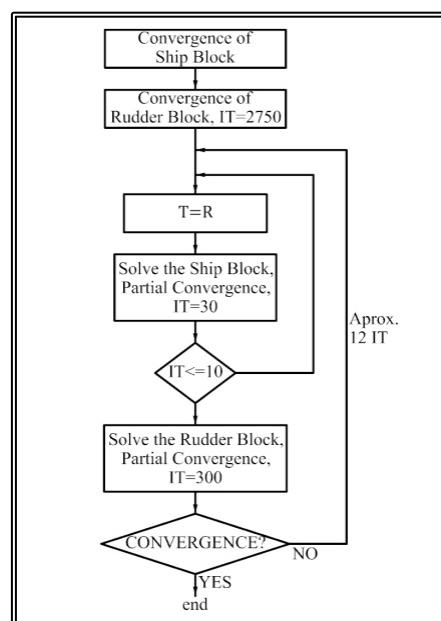 Convergence of
Ship Block
Convergence of
Rudder Block, IT=2750
T=R
Solve the Ship Block,
Partial Convergence,
IT=30
Aprox.
12 IT
IT<=10
Solve the Rudder Block,
Partial Convergence,
IT=300
CONVERGENCE?
NO
YES
end